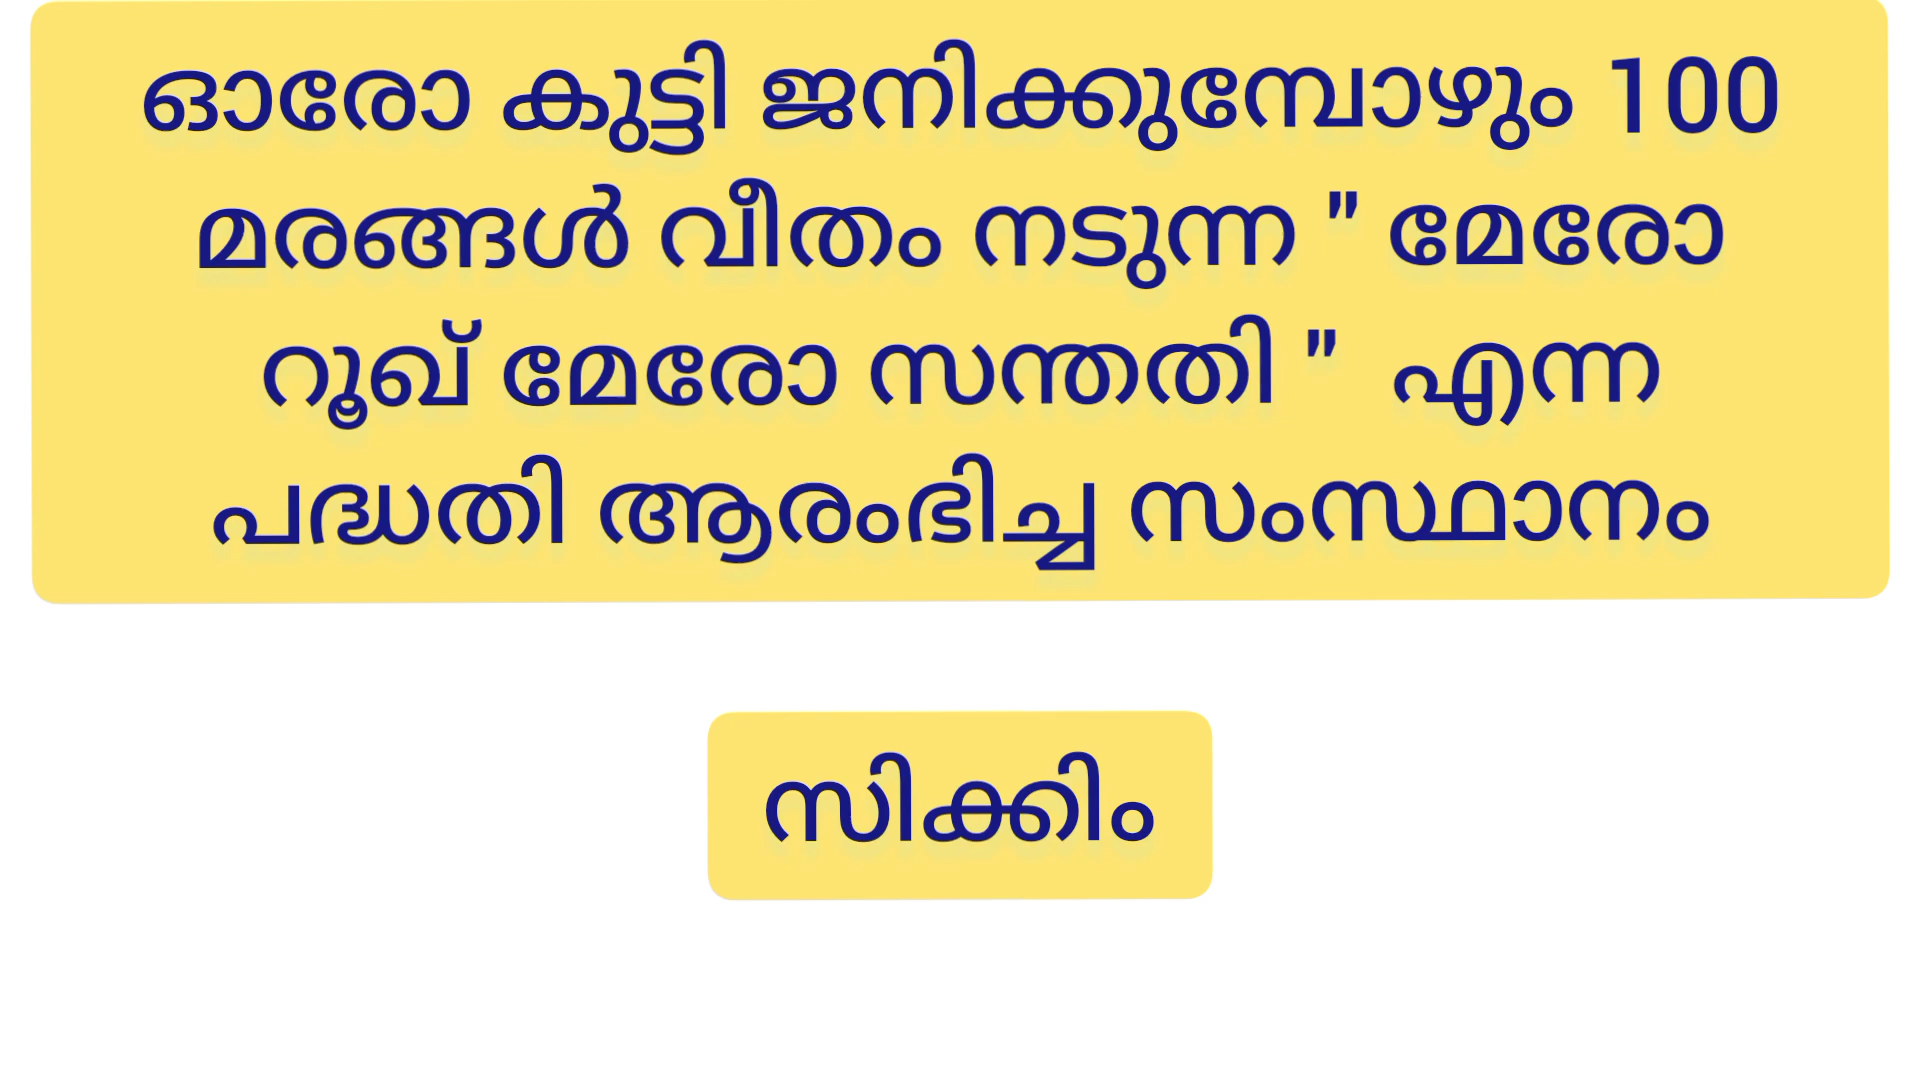 ഓരോ കുട്ടി ജനിക്കുമ്പോഴും 100
മരങ്ങൾ വീതം നടുന്ന " മേരോ
റൂഖ് മേരോ സന്തതി " എന്ന
പദ്ധതി ആരംഭിച്ച സംസ്ഥാനം
സിക്കിം